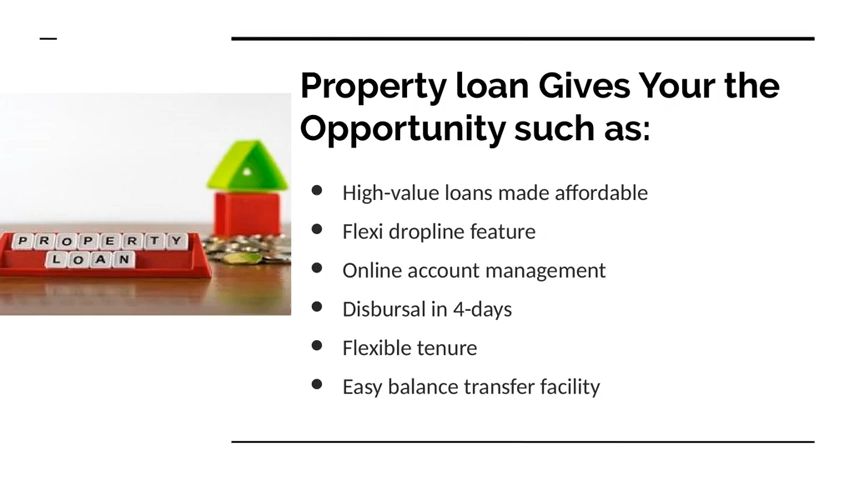 Property loan Gives Your the
Opportunity such as:
PROPERTY
LOAN
● High-value loans made affordable
● Flexi dropline feature
● Online account management
● Disbursal in 4-days
● Flexible tenure
● Easy balance transfer facility